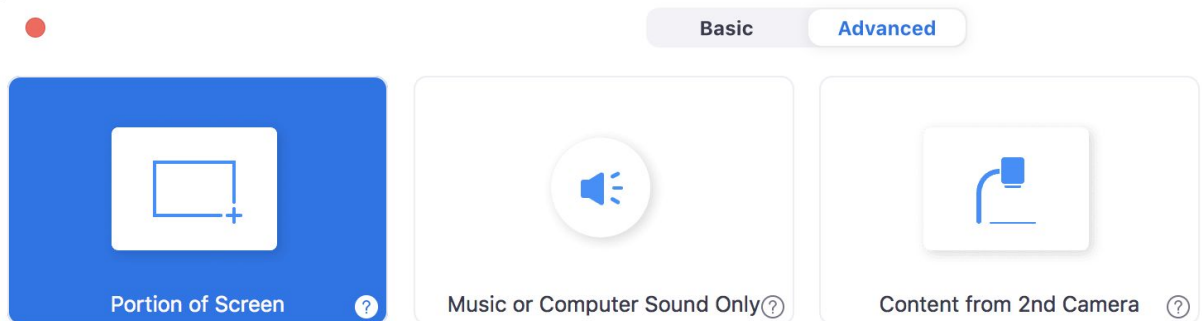 Basic
Advanced
Portion of Screen ?
Music or Computer Sound Only ?
Content from 2nd Camera ?